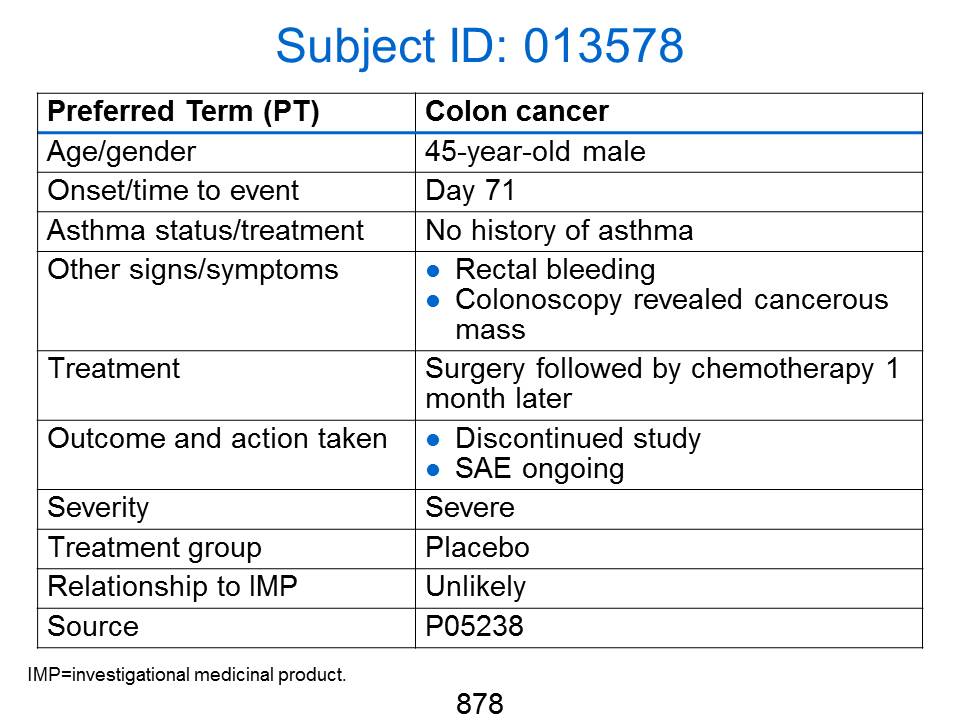 Subject ID: 013578
Preferred Term (PT) Colon cancer
Age/gender 45-year-old male
Onset/time to event Day 71
Asthma status/treatment No history of asthma
Other signs/symptoms ● Rectal bleeding
● Colonoscopy revealed cancerous
mass
Treatment Surgery followed by chemotherapy 1
month later
Outcome and action taken ● Discontinued study
● SAE ongoing
Severity Severe
Treatment group Placebo
Relationship to IMP Unlikely
Source P05238
IMP=investigational medicinal product.
878